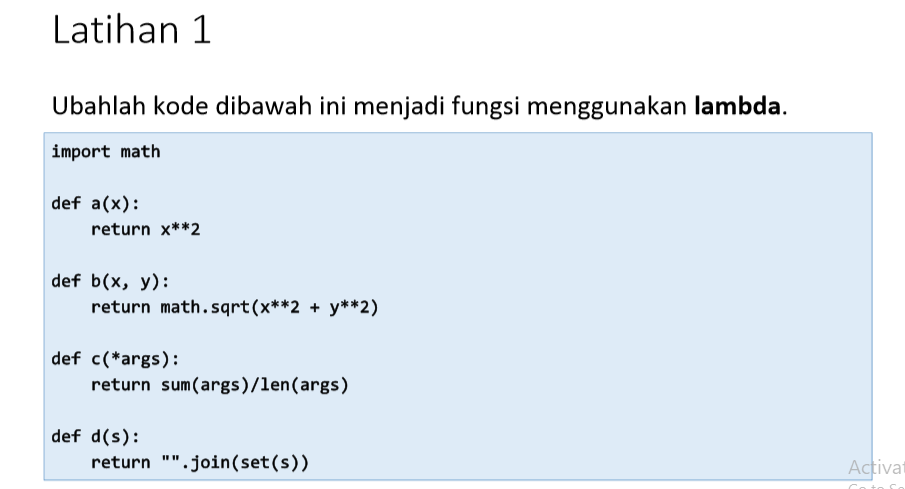 Latihan 1
Ubahlah kode dibawah ini menjadi fungsi menggunakan lambda.
import math
def a(x):
    return x**2
def b(x, y):
    return math.sqrt(x**2 + y**2)
def c(*args):
    return sum(args)/len(args)
def d(s):
    return "".join(set(s))
Activat